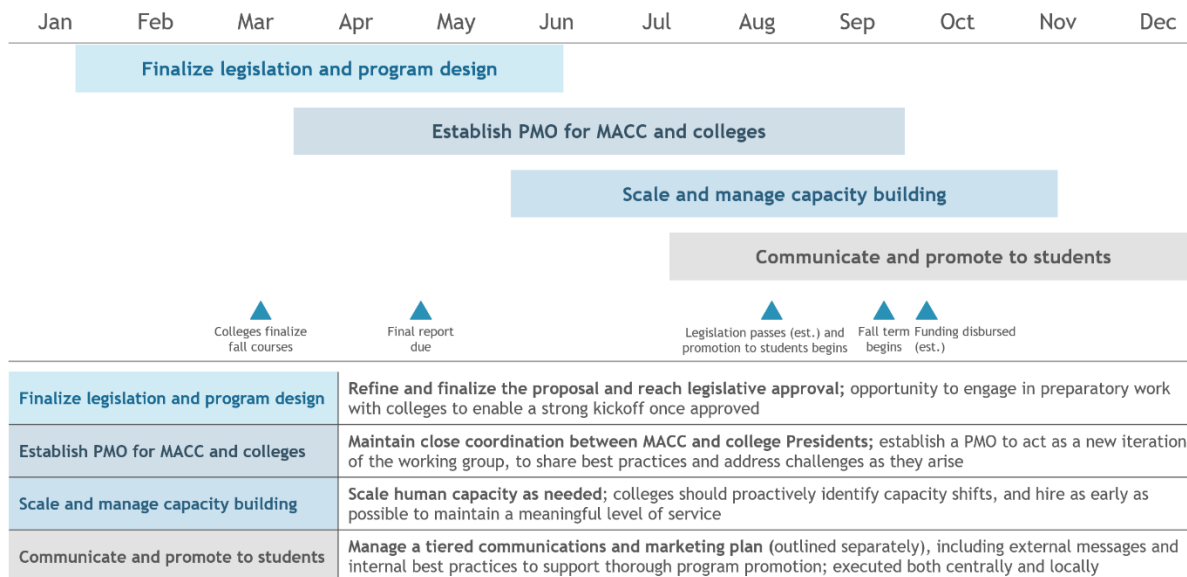 Jan Feb Mar Apr May Jun Jul Aug Sep Oct Nov Dec
Finalize legislation and program design
Establish PMO for MACC and colleges
Scale and manage capacity building
Communicate and promote to students
Colleges finalize
fall courses
Final report
due
Legislation passes (est.) and
promotion to students begins
Fall term
begins
Funding disbursed
(est.)
Finalize legislation and program design
Refine and finalize the proposal and reach legislative approval; opportunity to engage in preparatory work
with colleges to enable a strong kickoff once approved
Establish PMO for MACC and colleges
Maintain close coordination between MACC and college Presidents; establish a PMO to act as a new iteration
of the working group, to share best practices and address challenges as they arise
Scale and manage capacity building
Scale human capacity as needed; colleges should proactively identify capacity shifts, and hire as early as
possible to maintain a meaningful level of service
Communicate and promote to students
Manage a tiered communications and marketing plan (outlined separately), including external messages and
internal best practices to support thorough program promotion; executed both centrally and locally